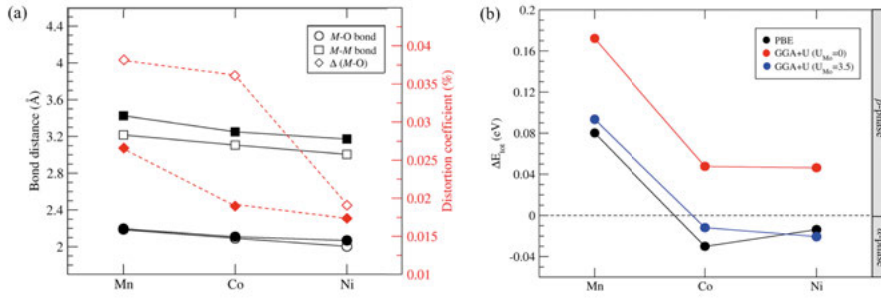 (a)
4.4
4
3.6
3.2
2.8
2.4
2
Bond distance (Å)
M-O bond
M-M bond
Δ (M-O)
0.04
0.035
0.03
0.025
0.02
0.015
0.01
Distortion coefficient (%)
Mn
Co
Ni
(b)
0.2
0.16
0.12
0.08
0.04
0
-0.04
ΔE_tot (eV)
PBE
GGA+U (U_Mo=0)
GGA+U (U_Mo=3.5)
Mn
Co
Ni
β-phase
α-phase